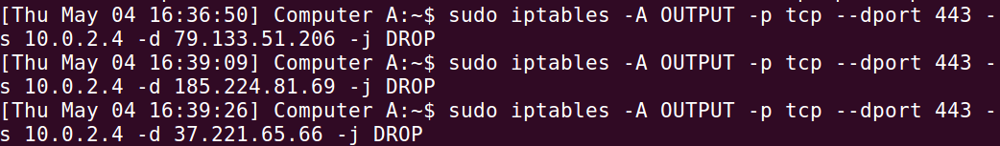 [Thu May 04 16:36:50] Computer A:~$ sudo iptables -A OUTPUT -p tcp --dport 443 -
s 10.0.2.4 -d 79.133.51.206 -j DROP
[Thu May 04 16:39:09] Computer A:~$ sudo iptables -A OUTPUT -p tcp --dport 443 -
s 10.0.2.4 -d 185.224.81.69 -j DROP
[Thu May 04 16:39:26] Computer A:~$ sudo iptables -A OUTPUT -p tcp --dport 443 -
s 10.0.2.4 -d 37.221.65.66 -j DROP